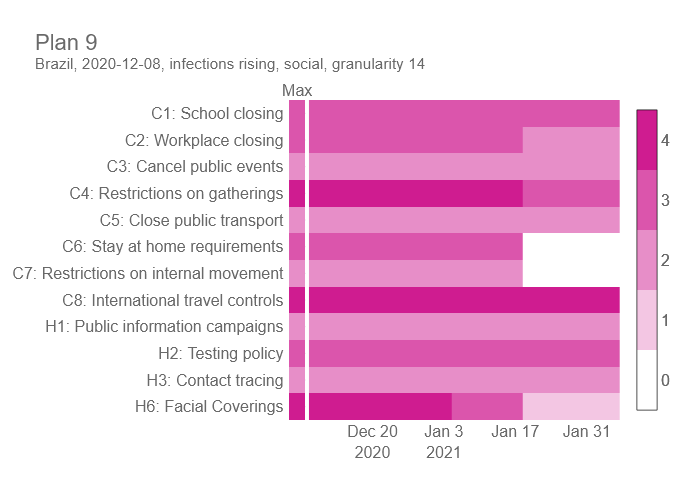 Plan 9
Brazil, 2020-12-08, infections rising, social, granularity 14
Max
C1: School closing
C2: Workplace closing
C3: Cancel public events
C4: Restrictions on gatherings
C5: Close public transport
C6: Stay at home requirements
C7: Restrictions on internal movement
C8: International travel controls
H1: Public information campaigns
H2: Testing policy
H3: Contact tracing
H6: Facial Coverings
Dec 20 Jan 3 Jan 17 Jan 31
2020 2021
4
3
2
1
0